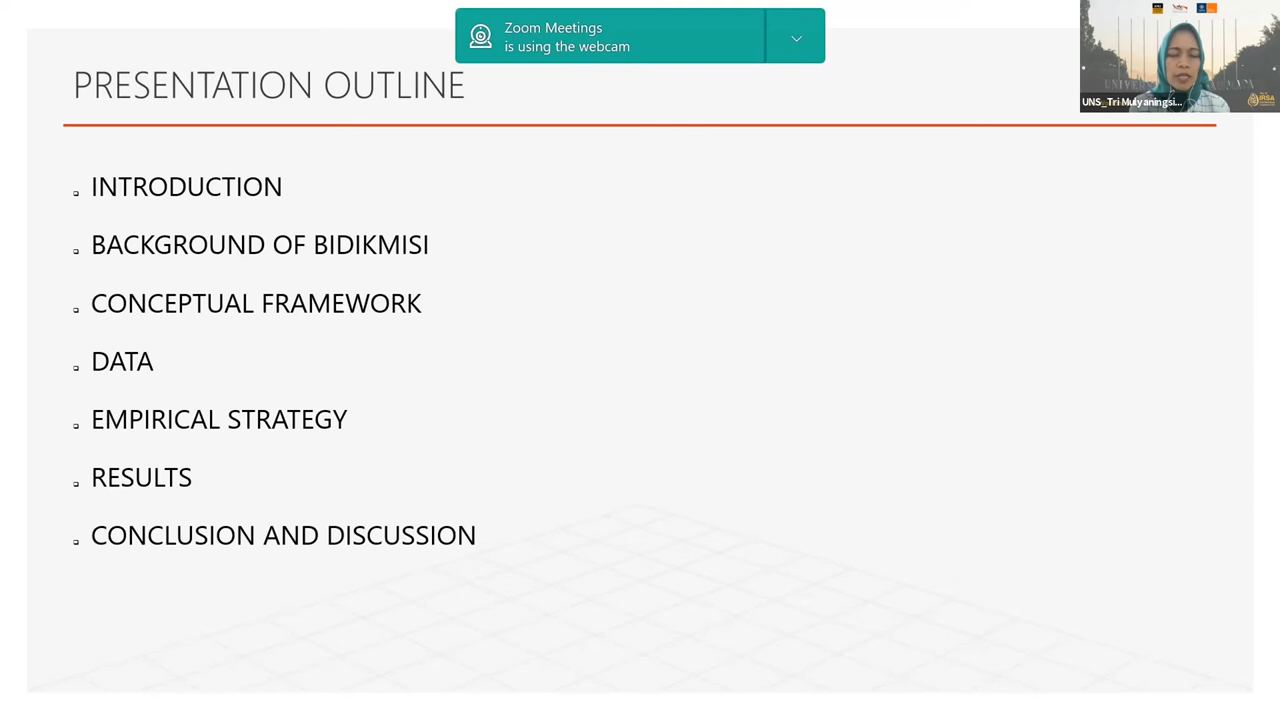 Zoom Meetings
is using the webcam
PRESENTATION OUTLINE
UNS_Tri Mulyaningsi...
IRSA
INTRODUCTION
BACKGROUND OF BIDIKMISI
CONCEPTUAL FRAMEWORK
DATA
EMPIRICAL STRATEGY
RESULTS
CONCLUSION AND DISCUSSION